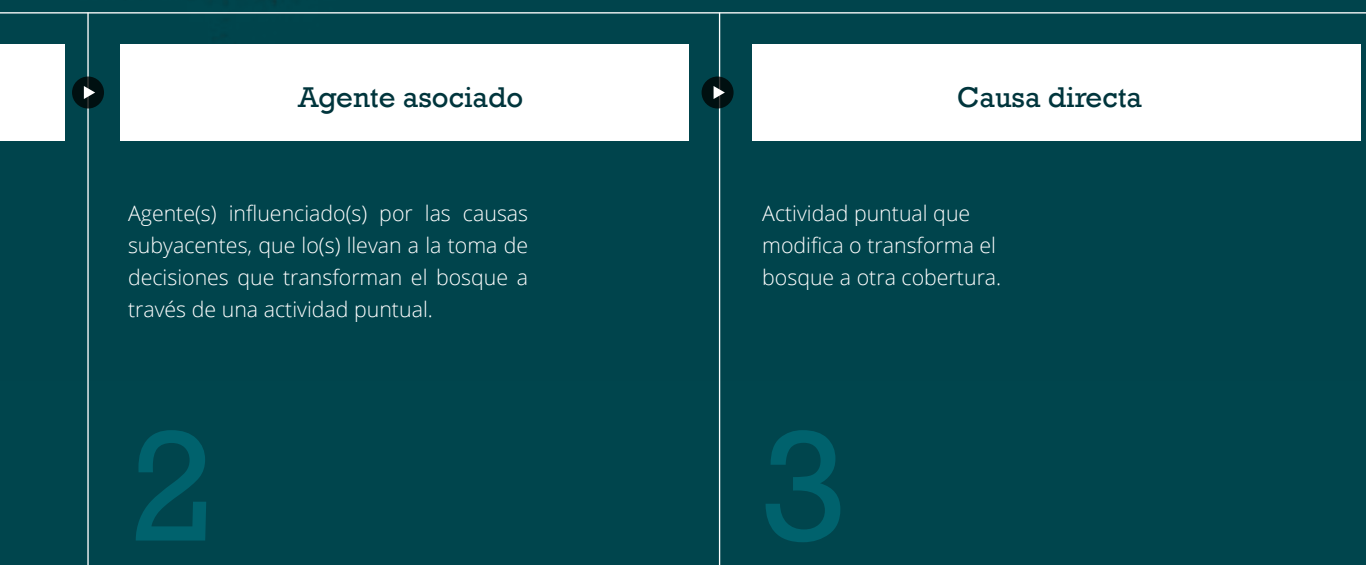 Agente asociado
Agente(s) influenciado(s) por las causas
subyacentes, que lo(s) llevan a la toma de
decisiones que transforman el bosque a
través de una actividad puntual.
2
Causa directa
Actividad puntual que
modifica o transforma el
bosque a otra cobertura.
3